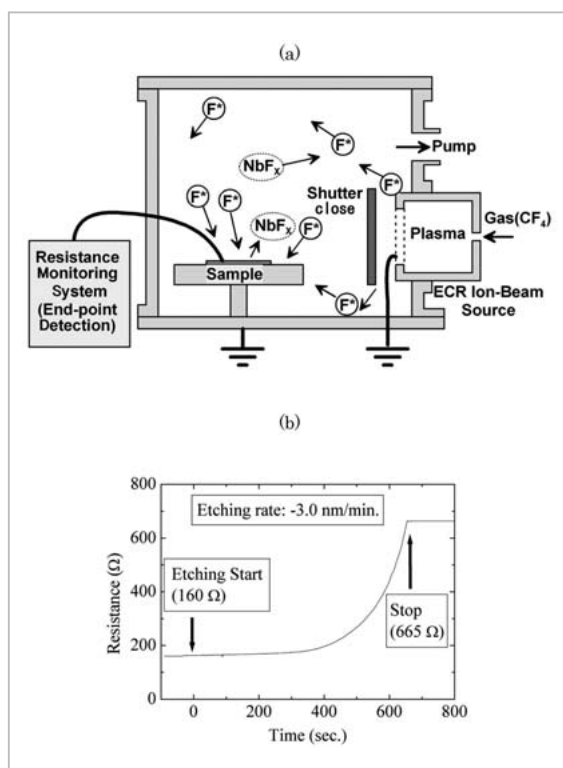 (a)
F*
F*
Pump
NbFx
F*
F*
F*
Shutter
close
Plasma
Gas(CF4)
NbFx
F*
Resistance
Monitoring
System
(End-point
Detection)
Sample
ECR Ion-Beam
Source
F*
(b)
800
600
400
200
0
Resistance (Ω)
Etching rate: -3.0 nm/min.
Etching Start
(160 Ω)
Stop
(665 Ω)
0
200
400
600
800
Time (sec.)